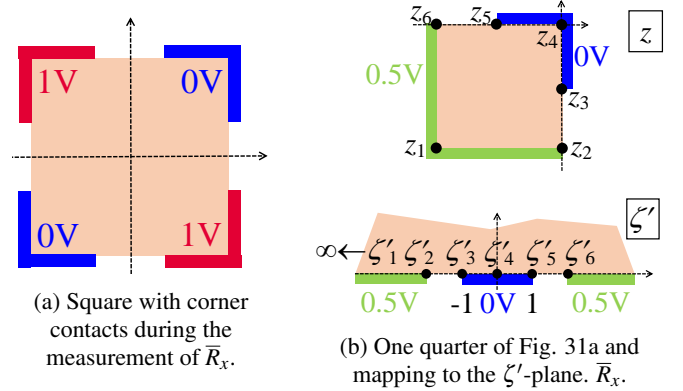 1V
0V
0V
1V
(a) Square with corner
contacts during the
measurement of R̅ₓ.
z₆
z₅
z₄
z
0.5V
0V
z₃
z₁
z₂
ζ′
∞
ζ′₁
ζ′₂
ζ′₃
ζ′₄
ζ′₅
ζ′₆
0.5V
-1
0V
1
0.5V
(b) One quarter of Fig. 31a and
mapping to the ζ′-plane. R̅ₓ.